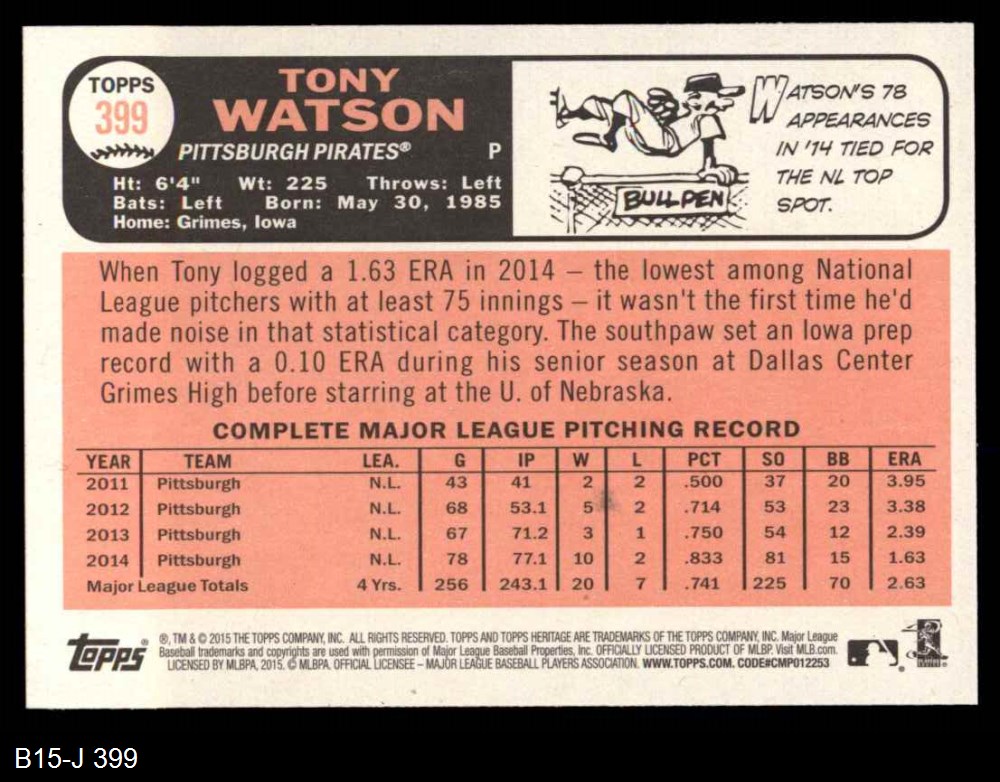 TOPPS
399
TONY
WATSON
PITTSBURGH PIRATES® P
Ht: 6'4" Wt: 225 Throws: Left
Bats: Left Born: May 30, 1985
Home: Grimes, Iowa
WATSON'S 78
APPEARANCES
IN '14 TIED FOR
THE NL TOP
SPOT.
BULLPEN
When Tony logged a 1.63 ERA in 2014 – the lowest among National
League pitchers with at least 75 innings – it wasn't the first time he'd
made noise in that statistical category. The southpaw set an Iowa prep
record with a 0.10 ERA during his senior season at Dallas Center
Grimes High before starring at the U. of Nebraska.
COMPLETE MAJOR LEAGUE PITCHING RECORD
YEAR TEAM LEA. G IP W L PCT SO BB ERA
2011 Pittsburgh N.L. 43 41 2 2 .500 37 20 3.95
2012 Pittsburgh N.L. 68 53.1 5 2 .714 53 23 3.38
2013 Pittsburgh N.L. 67 71.2 3 1 .750 54 12 2.39
2014 Pittsburgh N.L. 78 77.1 10 2 .833 81 15 1.63
Major League Totals 4 Yrs. 256 243.1 20 7 .741 225 70 2.63
Topps®
®, TM & © 2015 THE TOPPS COMPANY, INC. ALL RIGHTS RESERVED. TOPPS AND TOPPS HERITAGE ARE TRADEMARKS OF THE TOPPS COMPANY, INC. Major League
Baseball trademarks and copyrights are used with permission of Major League Baseball Properties, Inc. OFFICIALLY LICENSED PRODUCT OF MLBP. Visit MLB.com.
LICENSED BY MLBPA, 2015. © MLBPA. OFFICIAL LICENSEE – MAJOR LEAGUE BASEBALL PLAYERS ASSOCIATION. WWW.TOPPS.COM. CODE#CMP012253
B15-J 399